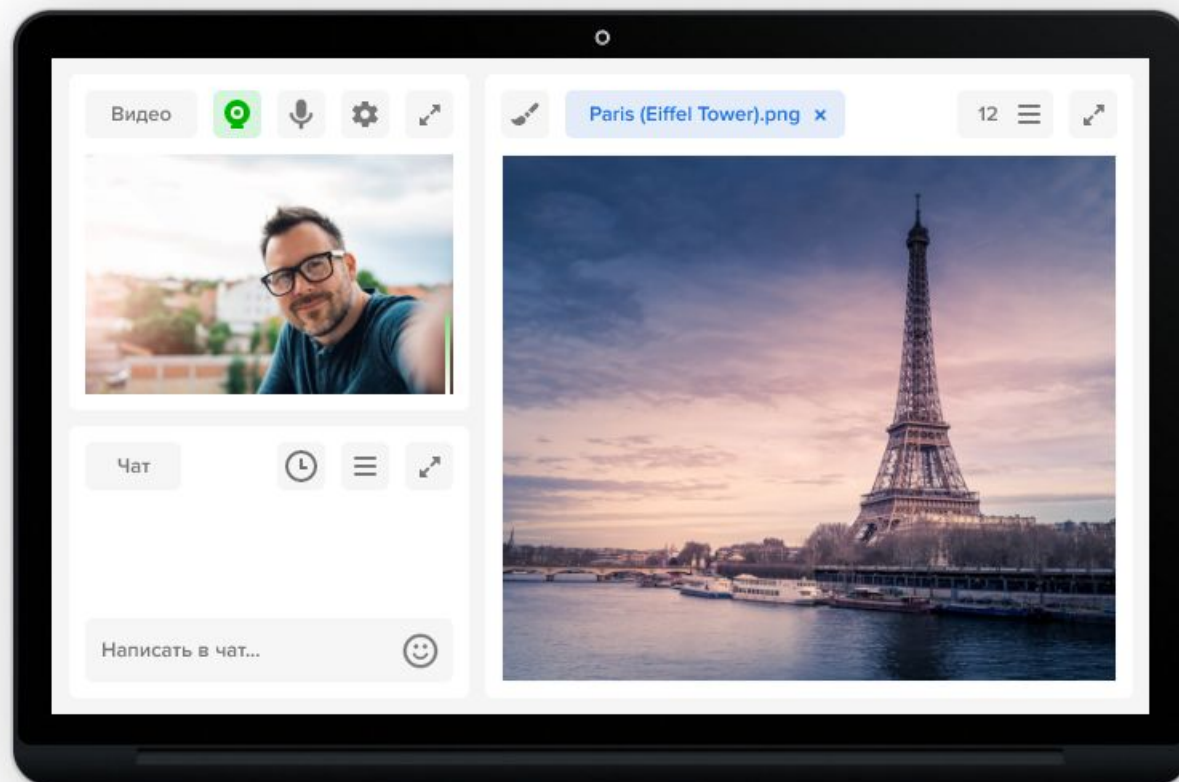 Видео
Paris (Eiffel Tower).png ×
12
Чат
Написать в чат...